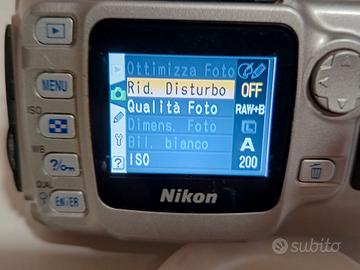 Ottimizza Foto
Rid. Disturbo OFF
MENU
Qualità Foto RAW+B
ISO
Dimens. Foto L
Bil. bianco A
WB
ISO 200
?
QUAL
ENTER
Nikon
subito